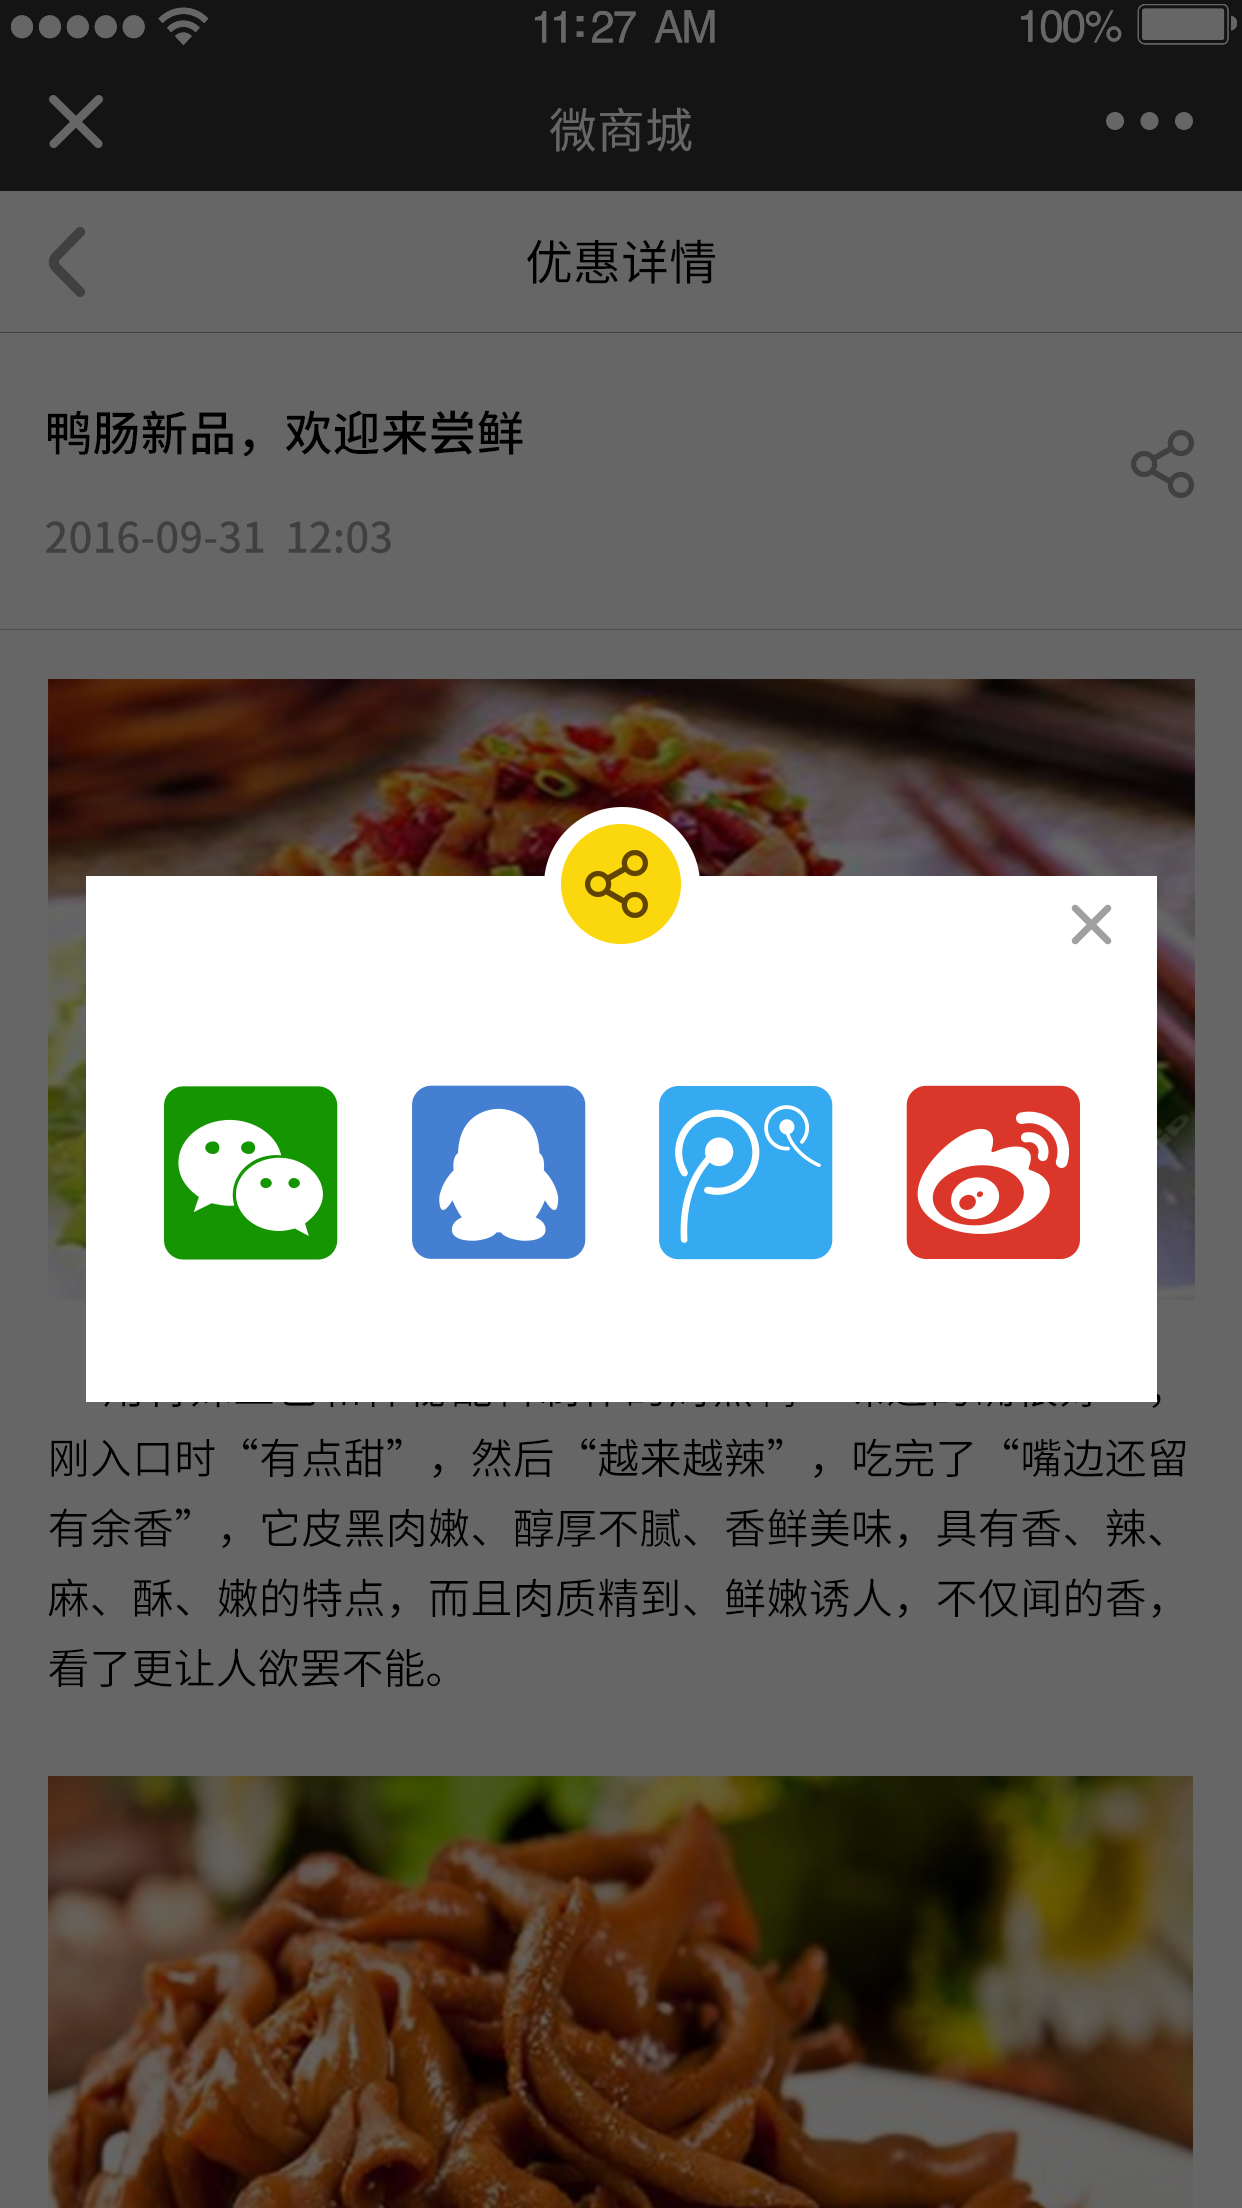 11:27 AM 100%
微商城
优惠详情
鸭肠新品，欢迎来尝鲜
2016-09-31 12:03
刚入口时“有点甜”，然后“越来越辣”，吃完了“嘴边还留
有余香”，它皮黑肉嫩、醇厚不腻、香鲜美味，具有香、辣、
麻、酥、嫩的特点，而且肉质精到、鲜嫩诱人，不仅闻的香，
看了更让人欲罢不能。